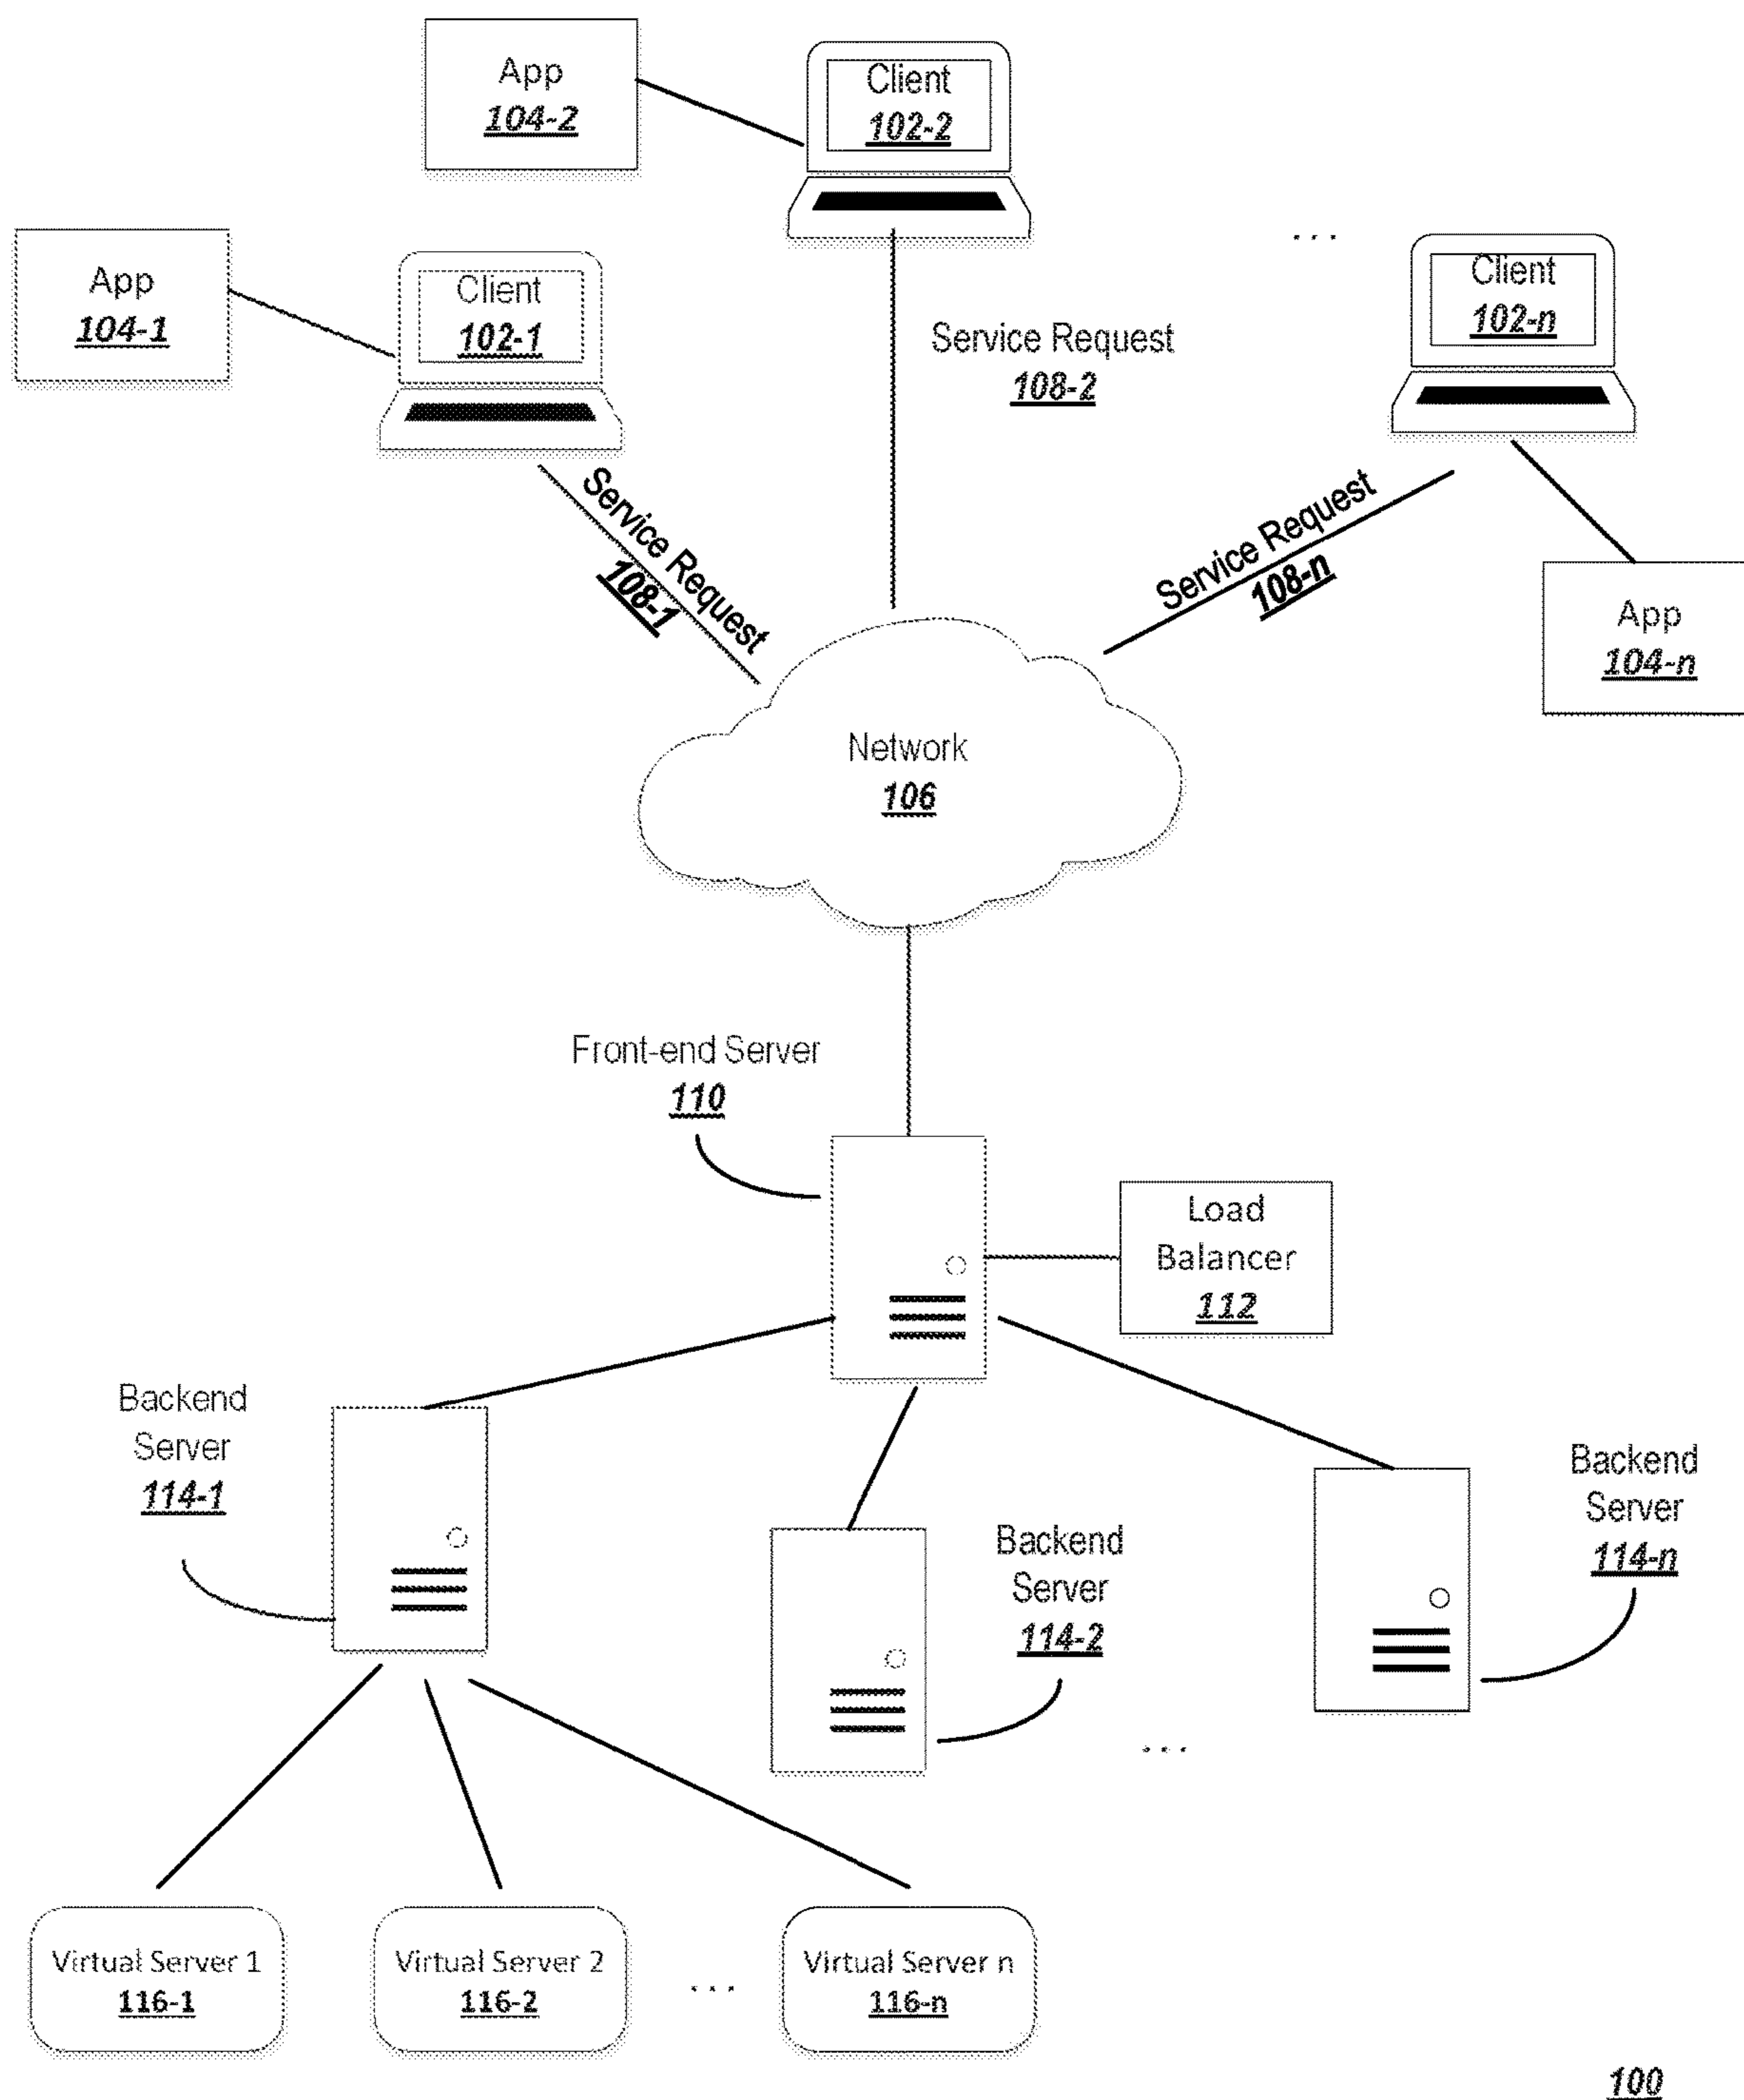 App
104-2
Client
102-2
App
104-1
Client
102-1
...
Client
102-n
Service Request
108-2
Service Request
108-1
Service Request
108-n
App
104-n
Network
106
Front-end Server
110
Load
Balancer
112
Backend
Server
114-1
Backend
Server
114-2
Backend
Server
114-n
...
Virtual Server 1
116-1
Virtual Server 2
116-2
...
Virtual Server n
116-n
100